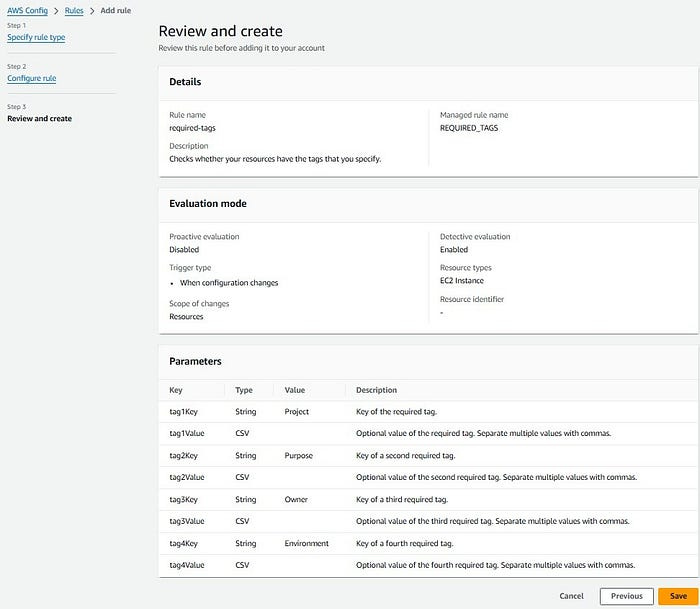 AWS Config > Rules > Add rule
Step 1
Specify rule type
Step 2
Configure rule
Step 3
Review and create
Review and create
Review this rule before adding it to your account
Details
Rule name
required-tags
Description
Checks whether your resources have the tags that you specify.
Managed rule name
REQUIRED_TAGS
Evaluation mode
Proactive evaluation
Disabled
Trigger type
• When configuration changes
Scope of changes
Resources
Detective evaluation
Enabled
Resource types
EC2 Instance
Resource identifier
-
Parameters
Key Type Value Description
tag1Key String Project Key of the required tag.
tag1Value CSV Optional value of the required tag. Separate multiple values with commas.
tag2Key String Purpose Key of a second required tag.
tag2Value CSV Optional value of the second required tag. Separate multiple values with commas.
tag3Key String Owner Key of a third required tag.
tag3Value CSV Optional value of the third required tag. Separate multiple values with commas.
tag4Key String Environment Key of a fourth required tag.
tag4Value CSV Optional value of the fourth required tag. Separate multiple values with commas.
Cancel Previous Save